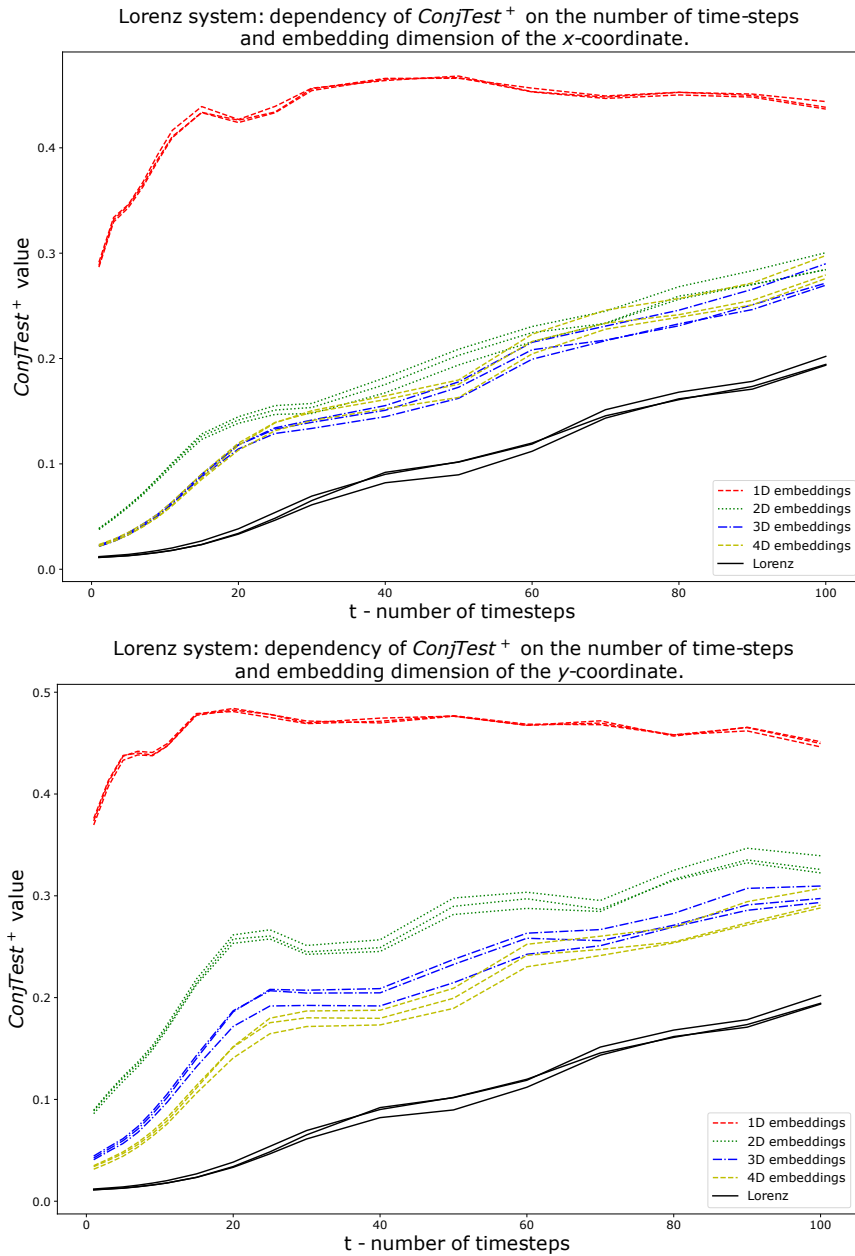 Lorenz system: dependency of ConjTest⁺ on the number of time-steps
and embedding dimension of the x-coordinate.
ConjTest⁺ value
0.4
0.3
0.2
0.1
0.0
1D embeddings
2D embeddings
3D embeddings
4D embeddings
Lorenz
0
20
40
60
80
100
t - number of timesteps
Lorenz system: dependency of ConjTest⁺ on the number of time-steps
and embedding dimension of the y-coordinate.
ConjTest⁺ value
0.5
0.4
0.3
0.2
0.1
0.0
1D embeddings
2D embeddings
3D embeddings
4D embeddings
Lorenz
0
20
40
60
80
100
t - number of timesteps